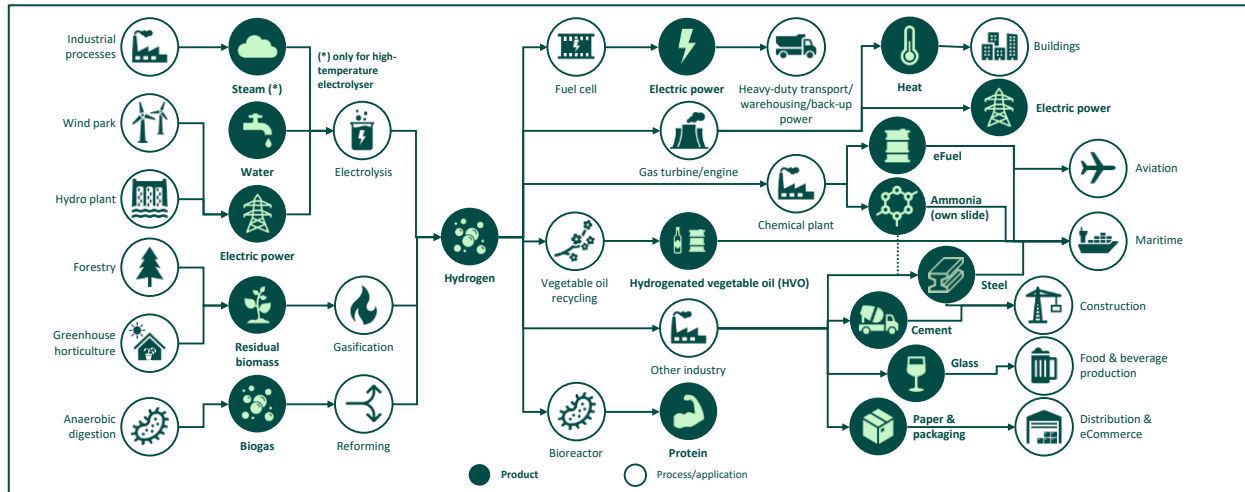 Industrial
processes
Steam (*)
(*) only for high-
temperature
electrolyser
Wind park
Water
Electrolysis
Hydro plant
Electric power
Forestry
Greenhouse
horticulture
Residual
biomass
Gasification
Anaerobic
digestion
Biogas
Reforming
Hydrogen
Fuel cell
Electric power
Heavy-duty transport/
warehousing/back-up
power
Heat
Buildings
Electric power
Gas turbine/engine
eFuel
Aviation
Chemical plant
Ammonia
(own slide)
Maritime
Vegetable oil
recycling
Hydrogenated vegetable oil (HVO)
Steel
Construction
Cement
Other
industry
Glass
Food & beverage
production
Paper &
packaging
Distribution &
eCommerce
Bioreactor
Protein
Product
Process/application